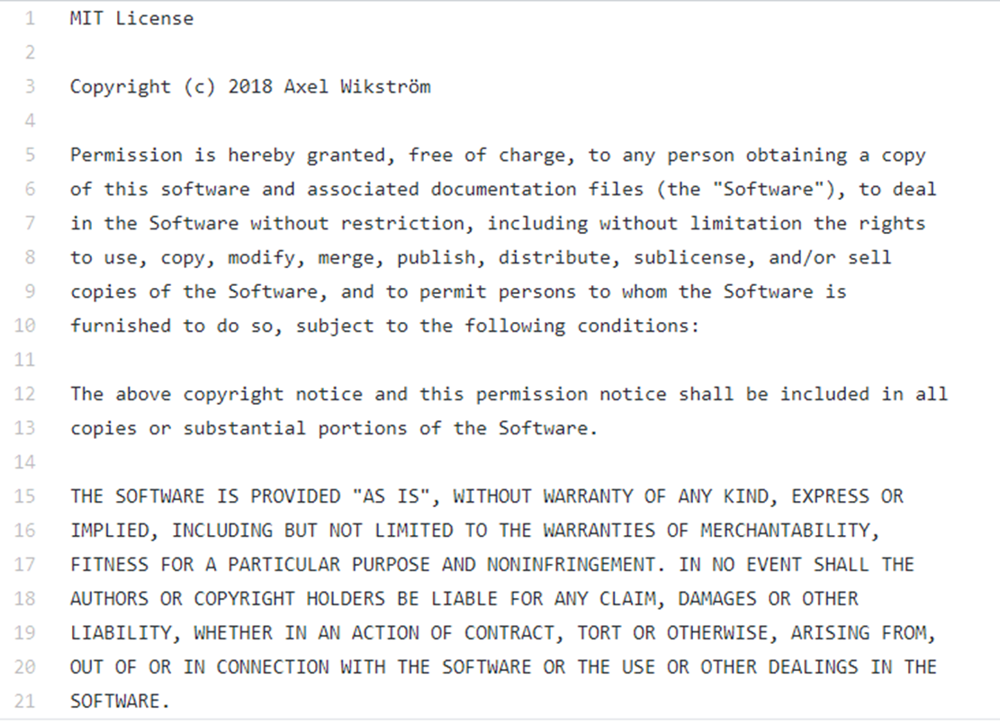 1 MIT License
2
3 Copyright (c) 2018 Axel Wikström
4
5 Permission is hereby granted, free of charge, to any person obtaining a copy
6 of this software and associated documentation files (the "Software"), to deal
7 in the Software without restriction, including without limitation the rights
8 to use, copy, modify, merge, publish, distribute, sublicense, and/or sell
9 copies of the Software, and to permit persons to whom the Software is
10 furnished to do so, subject to the following conditions:
11
12 The above copyright notice and this permission notice shall be included in all
13 copies or substantial portions of the Software.
14
15 THE SOFTWARE IS PROVIDED "AS IS", WITHOUT WARRANTY OF ANY KIND, EXPRESS OR
16 IMPLIED, INCLUDING BUT NOT LIMITED TO THE WARRANTIES OF MERCHANTABILITY,
17 FITNESS FOR A PARTICULAR PURPOSE AND NONINFRINGEMENT. IN NO EVENT SHALL THE
18 AUTHORS OR COPYRIGHT HOLDERS BE LIABLE FOR ANY CLAIM, DAMAGES OR OTHER
19 LIABILITY, WHETHER IN AN ACTION OF CONTRACT, TORT OR OTHERWISE, ARISING FROM,
20 OUT OF OR IN CONNECTION WITH THE SOFTWARE OR THE USE OR OTHER DEALINGS IN THE
21 SOFTWARE.